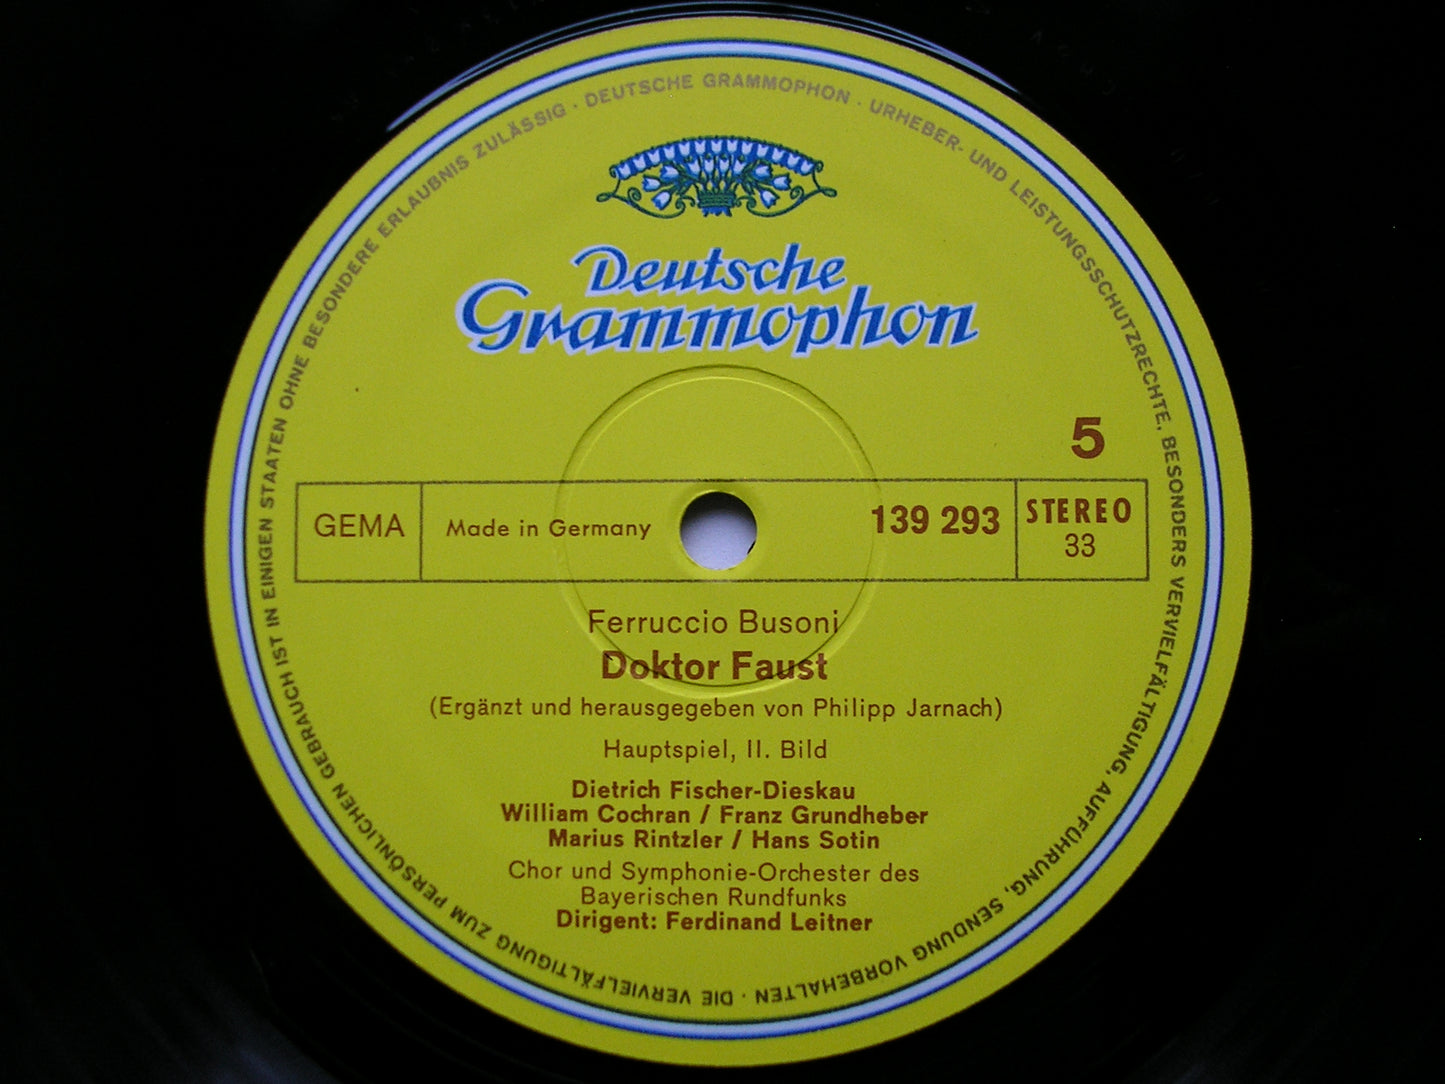 DEUTSCHE GRAMMOPHON · URHEBER- UND LEISTUNGSSCHUTZRECHTE, BESONDERS VERVIELFÄLTIGUNG, AUFFÜHRUNG, SENDUNG VORBEHALTEN · DIE VERVIELFÄLTIGUNG ZUM PERSÖNLICHEN GEBRAUCH IST IN EINIGEN STAATEN OHNE BESONDERE ERLAUBNIS ZULÄSSIG ·
Deutsche
Grammophon
5
GEMA Made in Germany 139 293 STEREO
33
Ferruccio Busoni
Doktor Faust
(Ergänzt und herausgegeben von Philipp Jarnach)
Hauptspiel, II. Bild
Dietrich Fischer-Dieskau
William Cochran / Franz Grundheber
Marius Rintzler / Hans Sotin
Chor und Symphonie-Orchester des
Bayerischen Rundfunks
Dirigent: Ferdinand Leitner